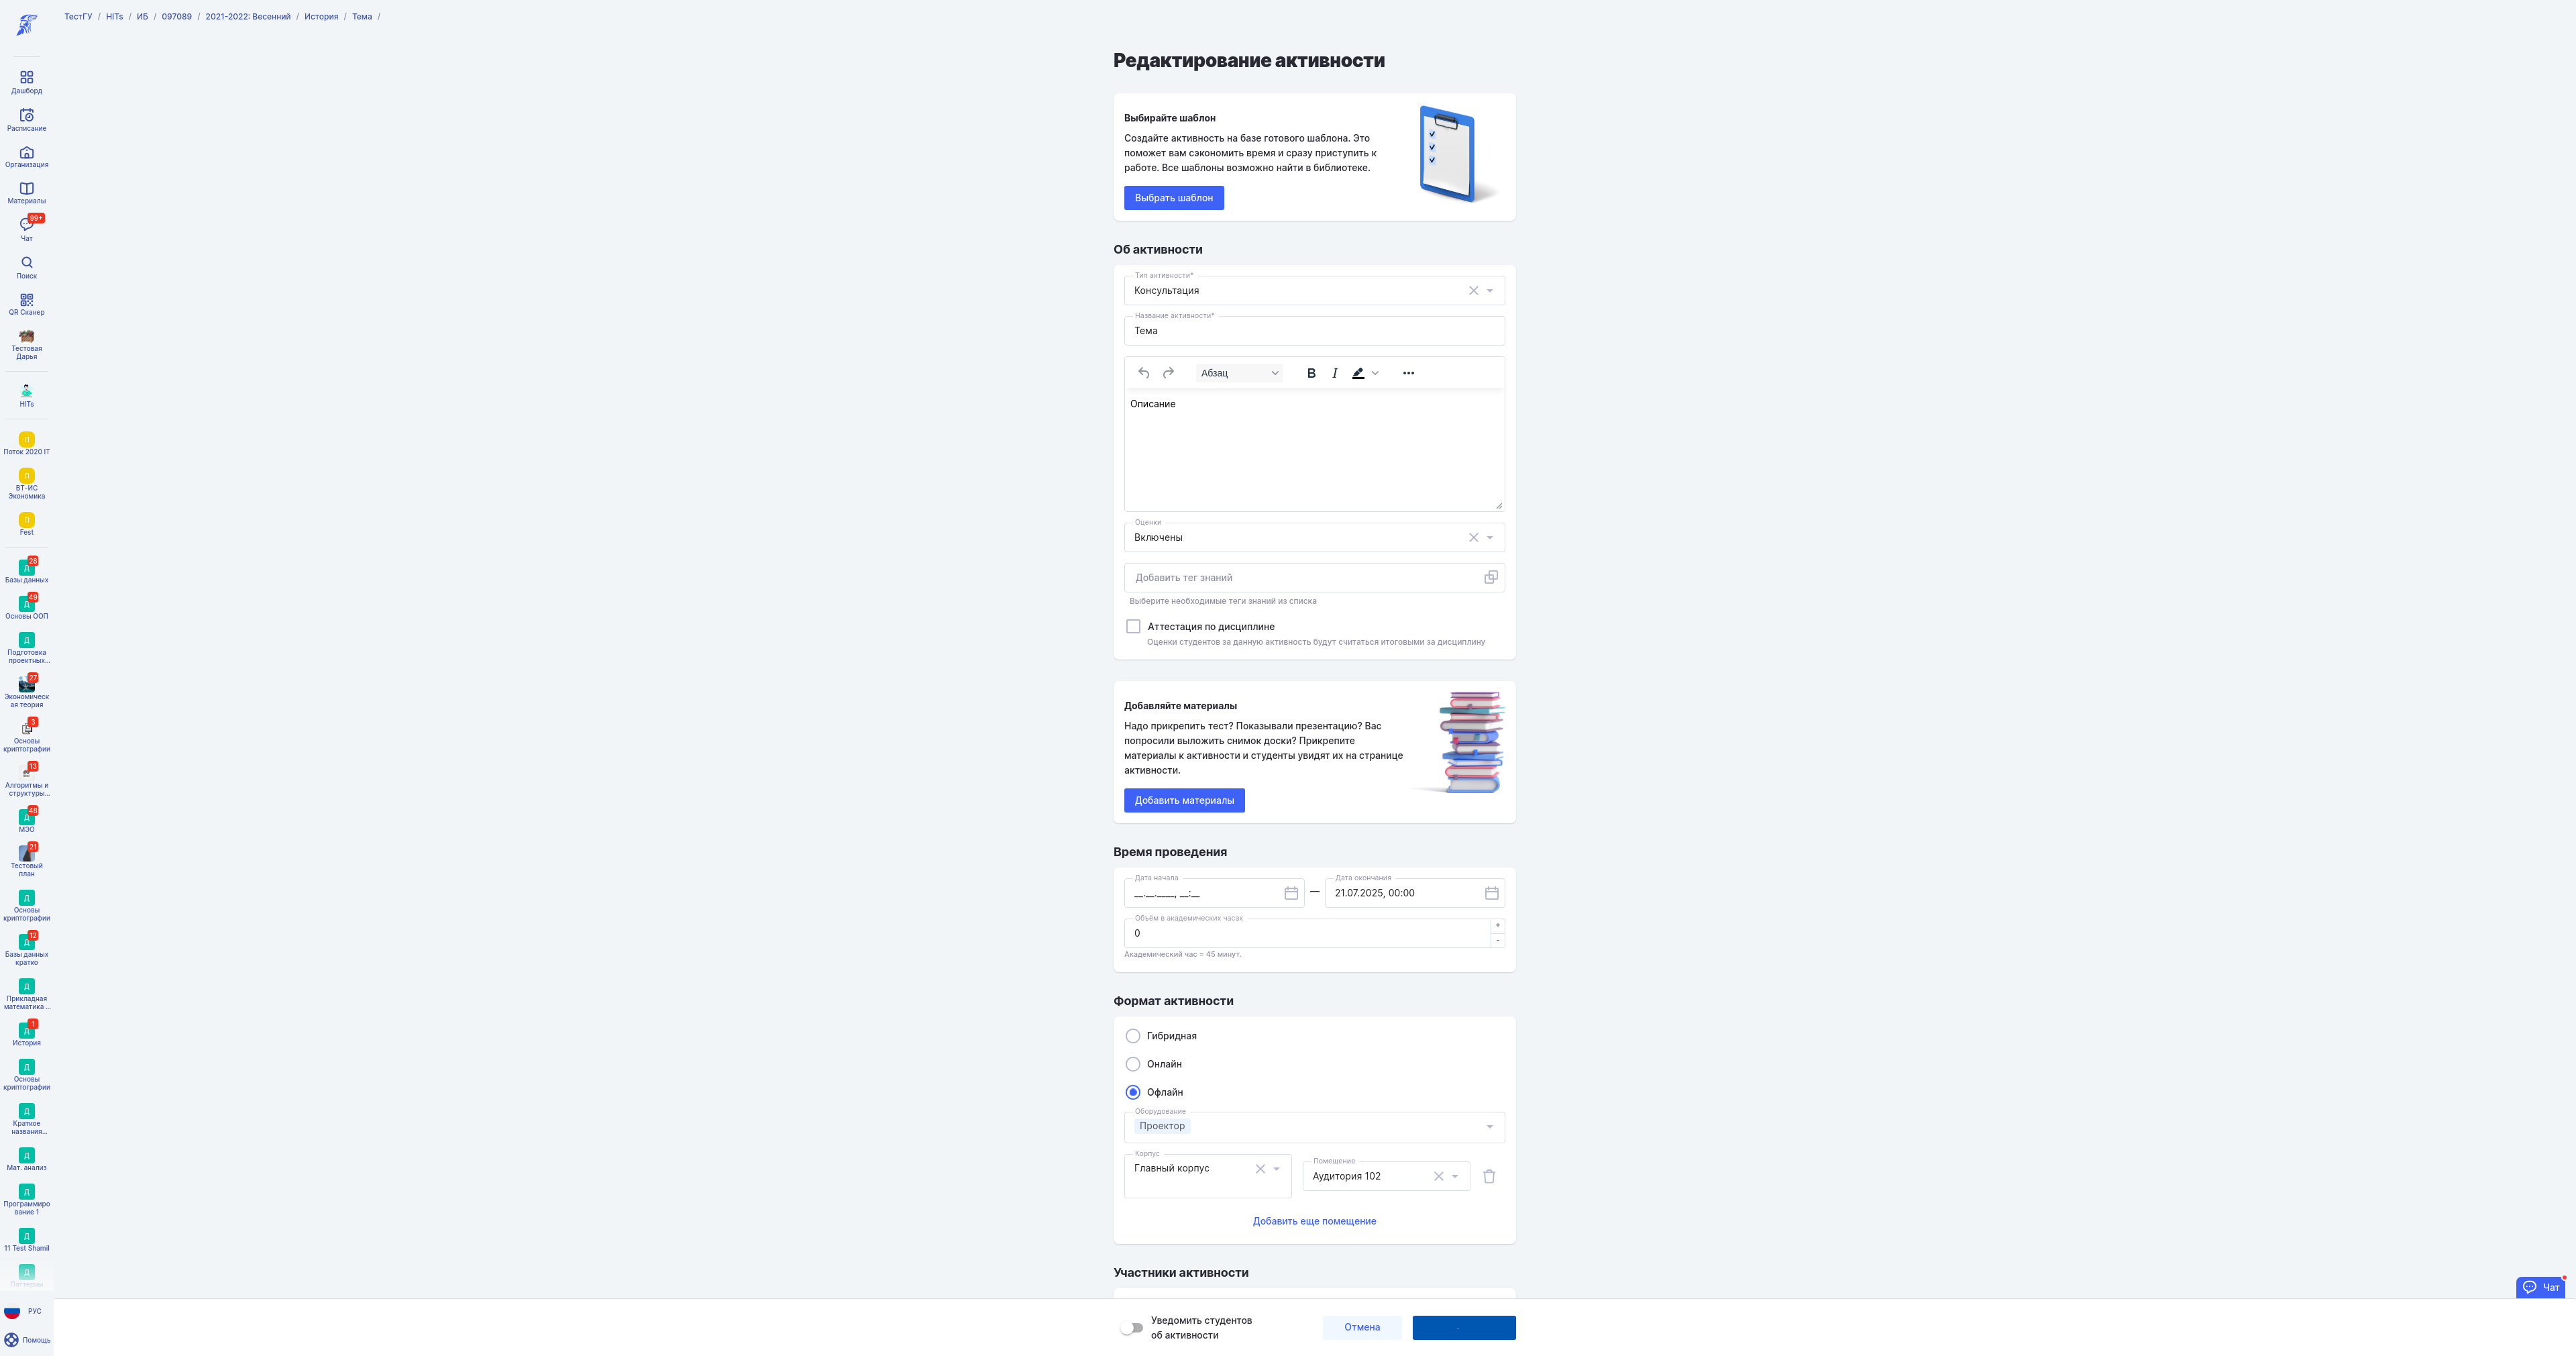 ТестГУ / HITs / ИБ / 097089 / 2021-2022: Весенний / История / Тема /
Дашборд
Расписание
Организация
Материалы
99+
Чат
Поиск
QR Сканер
Тестовая
Дарья
HITs
П
Поток 2020 IT
П
ВТ-ИС
Экономика
П
Fest
28
Д
Базы данных
49
Д
Основы ООП
Д
Подготовка
проектных...
27
Экономическ
ая теория
3
Основы
криптографии
13
Алгоритмы и
структуры...
48
Д
МЭО
21
Тестовый
план
Д
Основы
криптографии
12
Д
Базы данных
кратко
Д
Прикладная
математика ...
1
Д
История
Д
Основы
криптографии
Д
Краткое
названия...
Д
Мат. анализ
Д
Программиро
вание 1
Д
11 Test Shamil
Д
Паттерны
РУС
Помощь
Редактирование активности
Выбирайте шаблон
Создайте активность на базе готового шаблона. Это
поможет вам сэкономить время и сразу приступить к
работе. Все шаблоны возможно найти в библиотеке.
Выбрать шаблон
Об активности
Тип активности*
Консультация
Название активности*
Тема
Абзац
B I
Описание
Оценки
Включены
Добавить тег знаний
Выберите необходимые теги знаний из списка
Аттестация по дисциплине
Оценки студентов за данную активность будут считаться итоговыми за дисциплину
Добавляйте материалы
Надо прикрепить тест? Показывали презентацию? Вас
попросили выложить снимок доски? Прикрепите
материалы к активности и студенты увидят их на странице
активности.
Добавить материалы
Время проведения
Дата начала
__.__.____, __:__
—
Дата окончания
21.07.2025, 00:00
Объём в академических часах
0
+
-
Академический час = 45 минут.
Формат активности
Гибридная
Онлайн
Офлайн
Оборудование
Проектор
Корпус
Главный корпус
Помещение
Аудитория 102
Добавить еще помещение
Участники активности
Уведомить студентов
об активности
Отмена
Чат